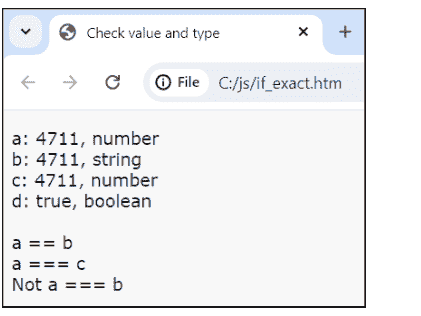 Check value and type
File C:/js/if_exact.htm
a: 4711, number
b: 4711, string
c: 4711, number
d: true, boolean
a == b
a === c
Not a === b